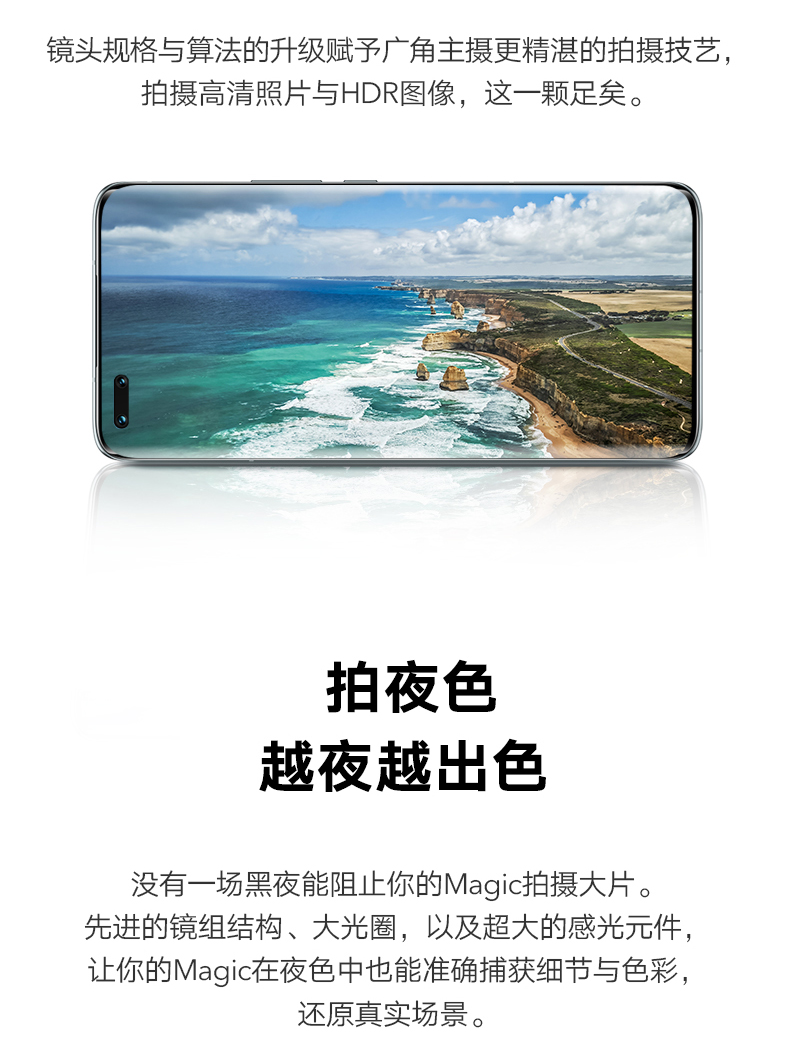 镜头规格与算法的升级赋予广角主摄更精湛的拍摄技艺，
拍摄高清照片与HDR图像，这一颗足矣。
拍夜色
越夜越出色
没有一场黑夜能阻止你的Magic拍摄大片。
先进的镜组结构、大光圈，以及超大的感光元件，
让你的Magic在夜色中也能准确捕获细节与色彩，
还原真实场景。